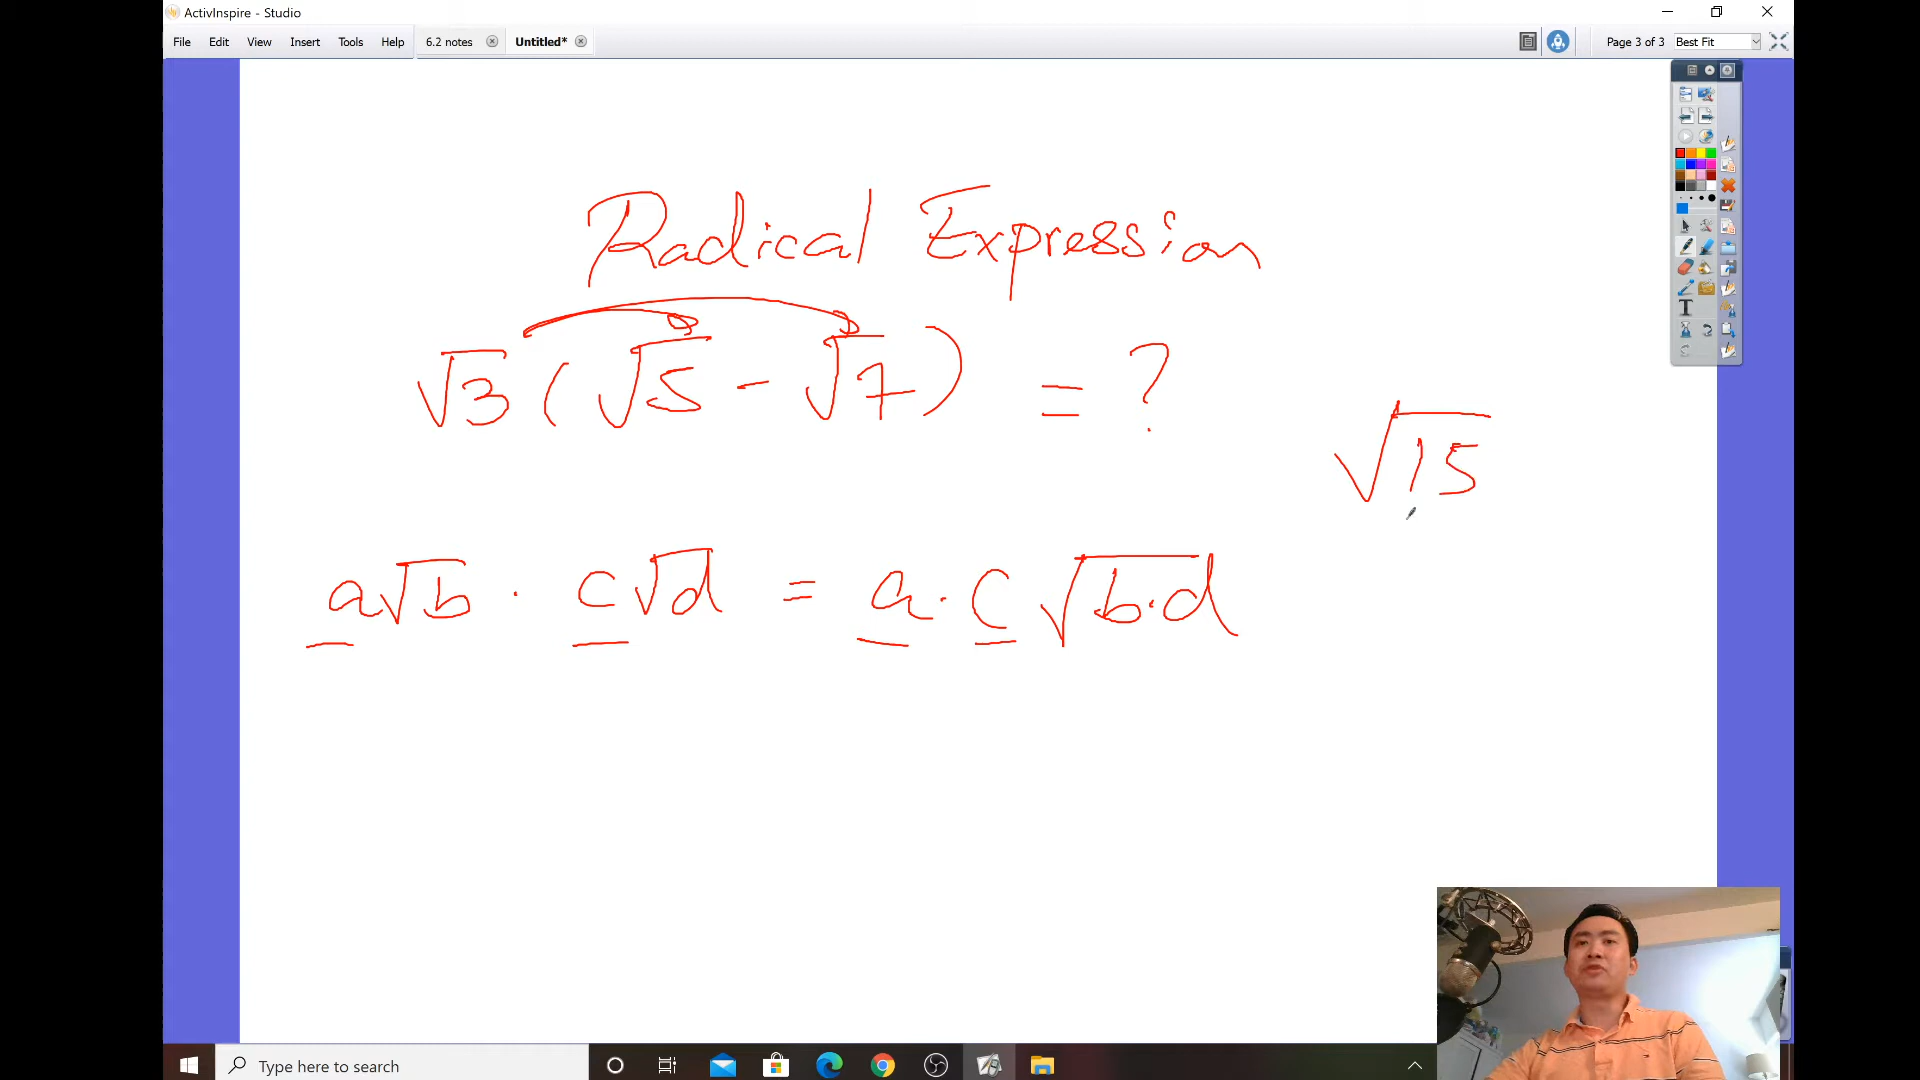 ActivInspire - Studio
File Edit View Insert Tools Help 6.2 notes Untitled* Page 3 of 3 Best Fit
Radical Expression
√3 ( √5 - √7 ) = ?
√15
a√b · c√d = a · c √b·d
Type here to search